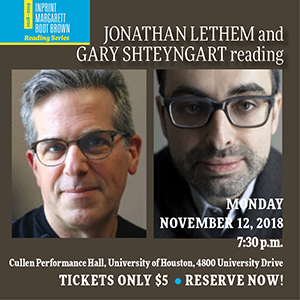 INPRINT
MARGARETT
ROOT BROWN
Reading Series
JONATHAN LETHEM and
GARY SHTEYNGART reading
MONDAY
NOVEMBER 12, 2018
7:30 p.m.
Cullen Performance Hall, University of Houston, 4800 University Drive
TICKETS ONLY $5 • RESERVE NOW!